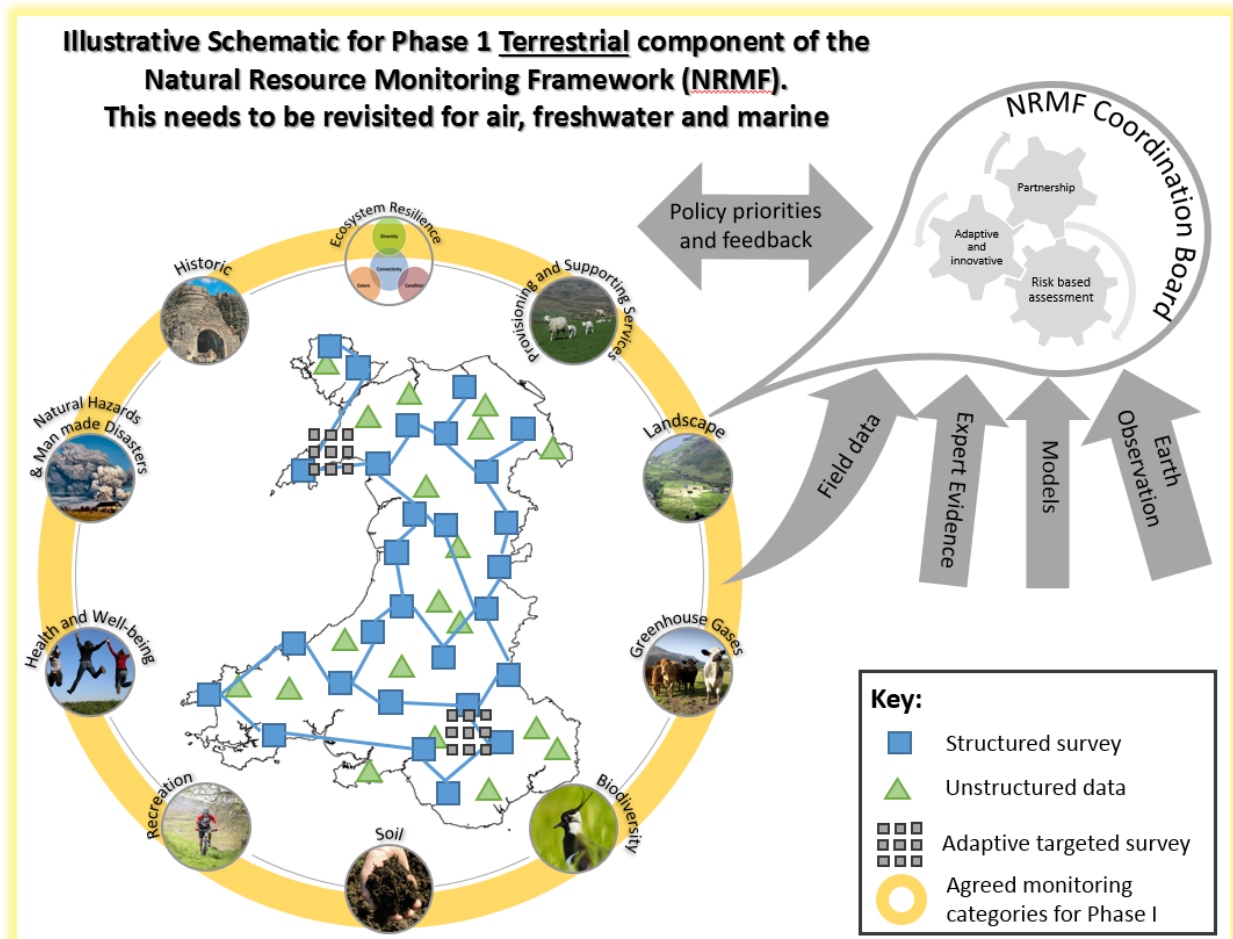 Illustrative Schematic for Phase 1 Terrestrial component of the
Natural Resource Monitoring Framework (NRMF).
This needs to be revisited for air, freshwater and marine
NRMF Coordination Board
Partnership
Adaptive
and
innovative
Risk based
assessment
Policy priorities
and feedback
Field data
Expert Evidence
Models
Earth
Observation
Ecosystem Resilience
Diversity
Connectivity
Extent
Condition
Provisioning and Supporting
Services
Landscape
Greenhouse Gases
Biodiversity
Soil
Recreation
Health and Well-being
Natural Hazards
& Man made Disasters
Historic
Key:
Structured survey
Unstructured data
Adaptive targeted survey
Agreed monitoring
categories for Phase I